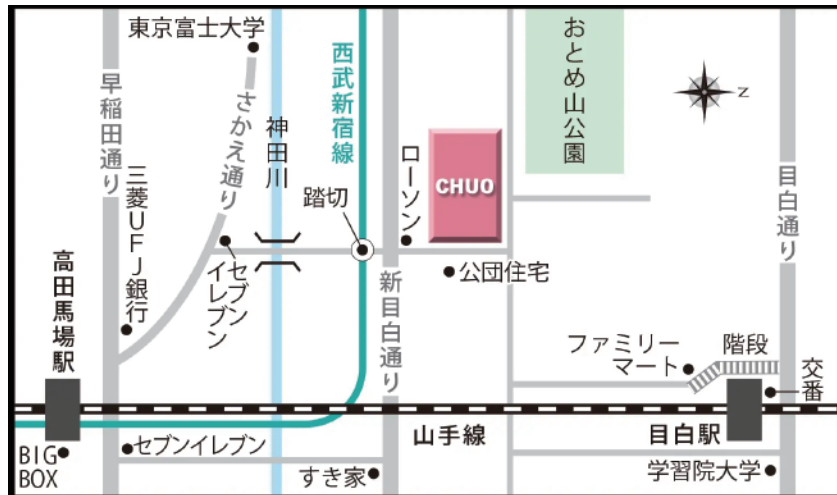 東京富士大学
早稲田通り
さかえ通り
神田川
西武新宿線
ローソン
CHUO
おとめ山公園
Z
目白通り
三菱UFJ銀行
踏切
セブン
イレブン
新目白通り
公団住宅
高田馬場駅
ファミリー
マート
階段
交番
BIG
BOX
セブンイレブン
すき家
山手線
目白駅
学習院大学